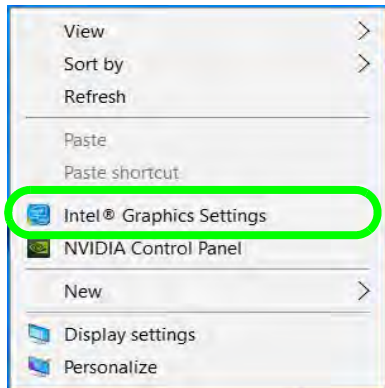 View
Sort by
Refresh
Paste
Paste shortcut
Intel® Graphics Settings
NVIDIA Control Panel
New
Display settings
Personalize